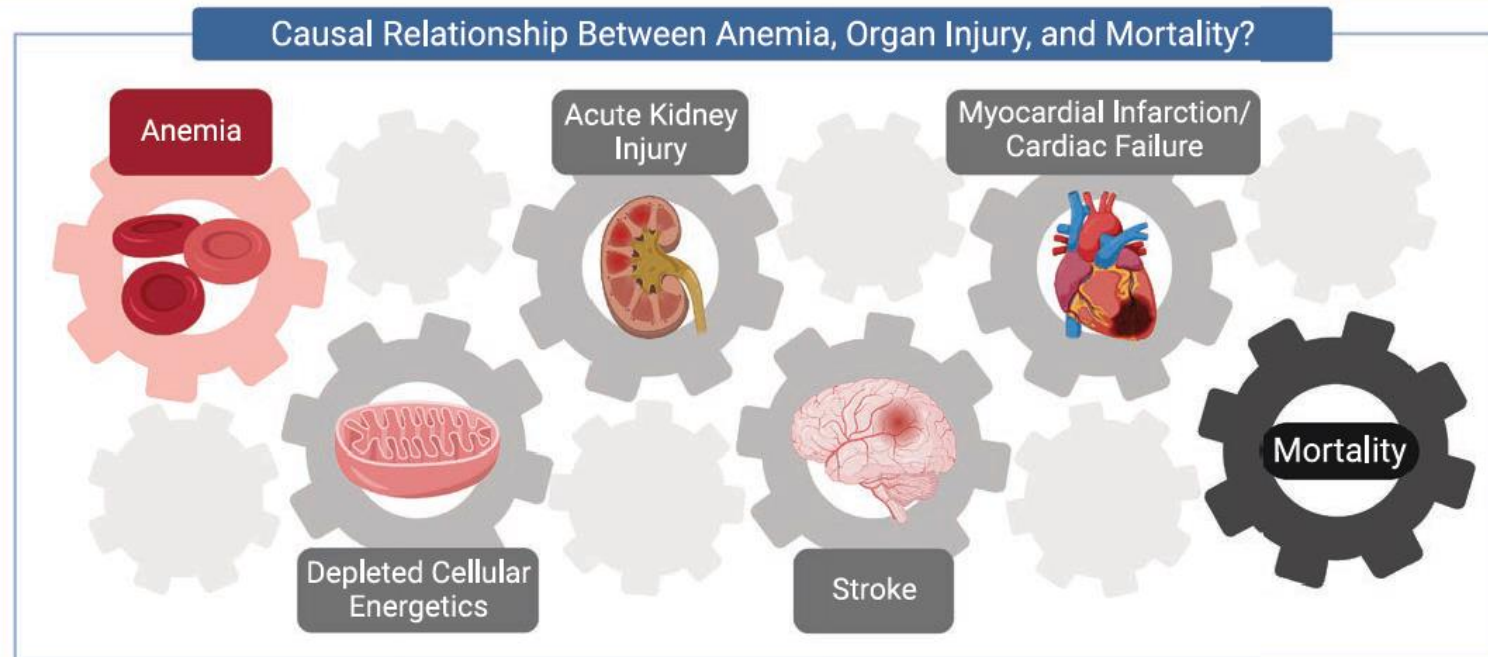 Causal Relationship Between Anemia, Organ Injury, and Mortality?
Anemia
Acute Kidney
Injury
Myocardial Infarction/
Cardiac Failure
Depleted Cellular
Energetics
Stroke
Mortality